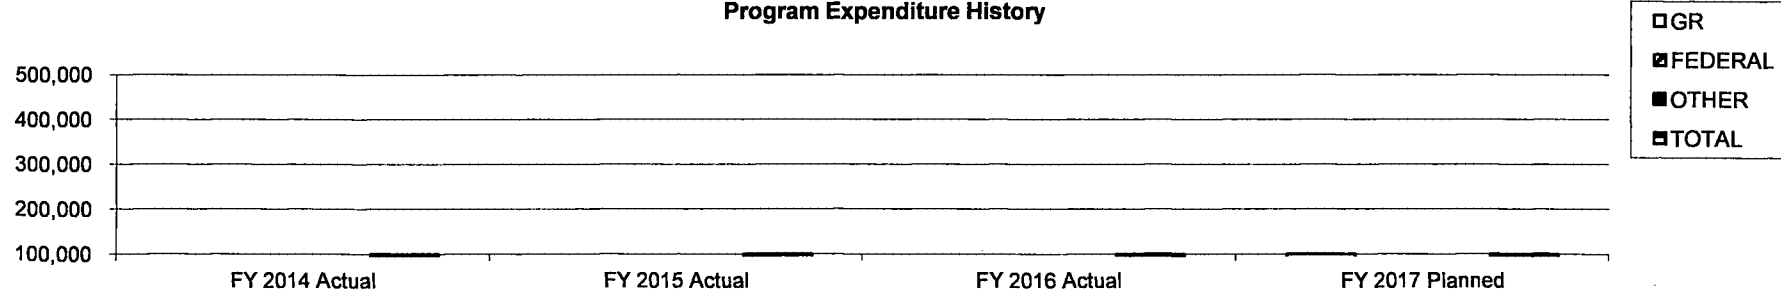 Program Expenditure History
GR
FEDERAL
OTHER
TOTAL
500,000
400,000
300,000
200,000
100,000
FY 2014 Actual
FY 2015 Actual
FY 2016 Actual
FY 2017 Planned